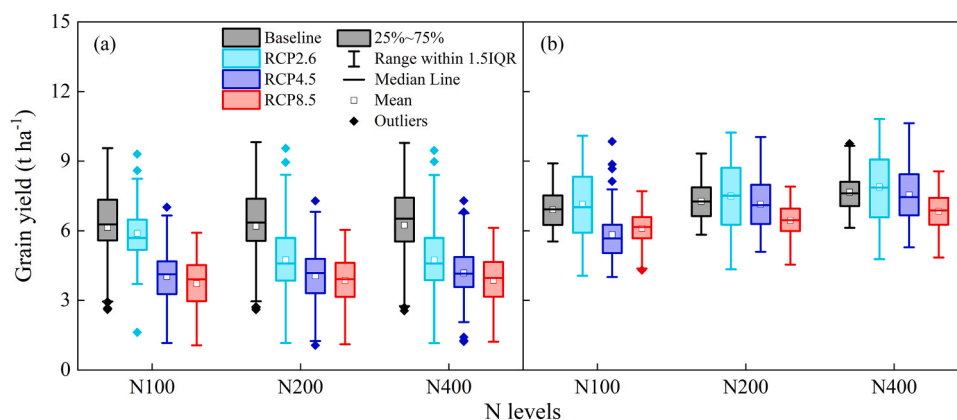 Grain yield (t ha⁻¹)
15
12
9
6
3
0
(a)
Baseline
RCP2.6
RCP4.5
RCP8.5
25%~75%
Range within 1.5IQR
Median Line
Mean
Outliers
(b)
N100
N200
N400
N100
N200
N400
N levels